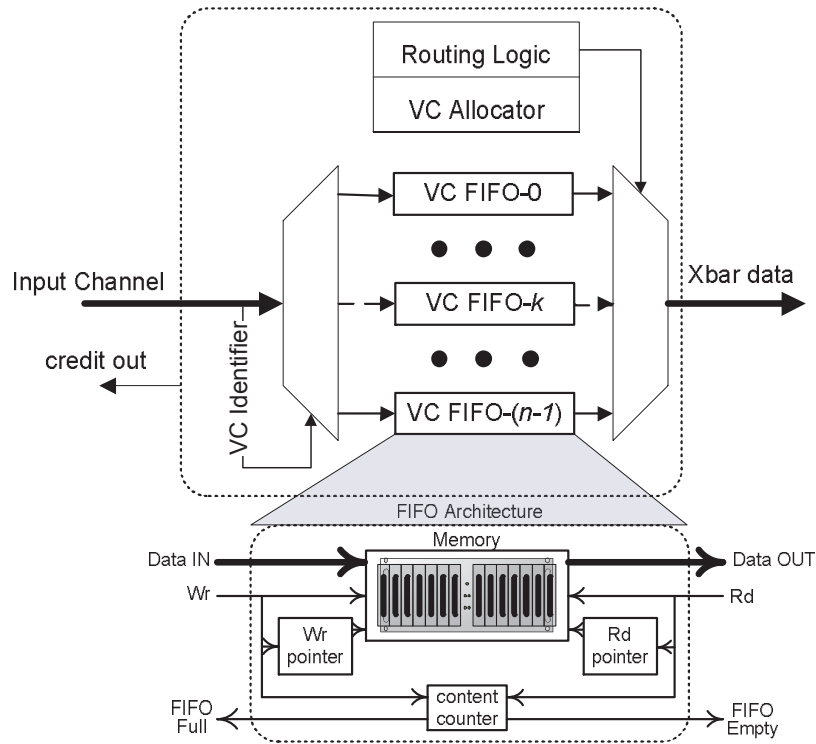 Routing Logic
VC Allocator
VC FIFO-0
Input Channel
VC FIFO-k
Xbar data
credit out
VC Identifier
VC FIFO-(n-1)
FIFO Architecture
Memory
Data IN
Data OUT
Wr
Rd
Wr
pointer
Rd
pointer
FIFO
Full
content
counter
FIFO
Empty